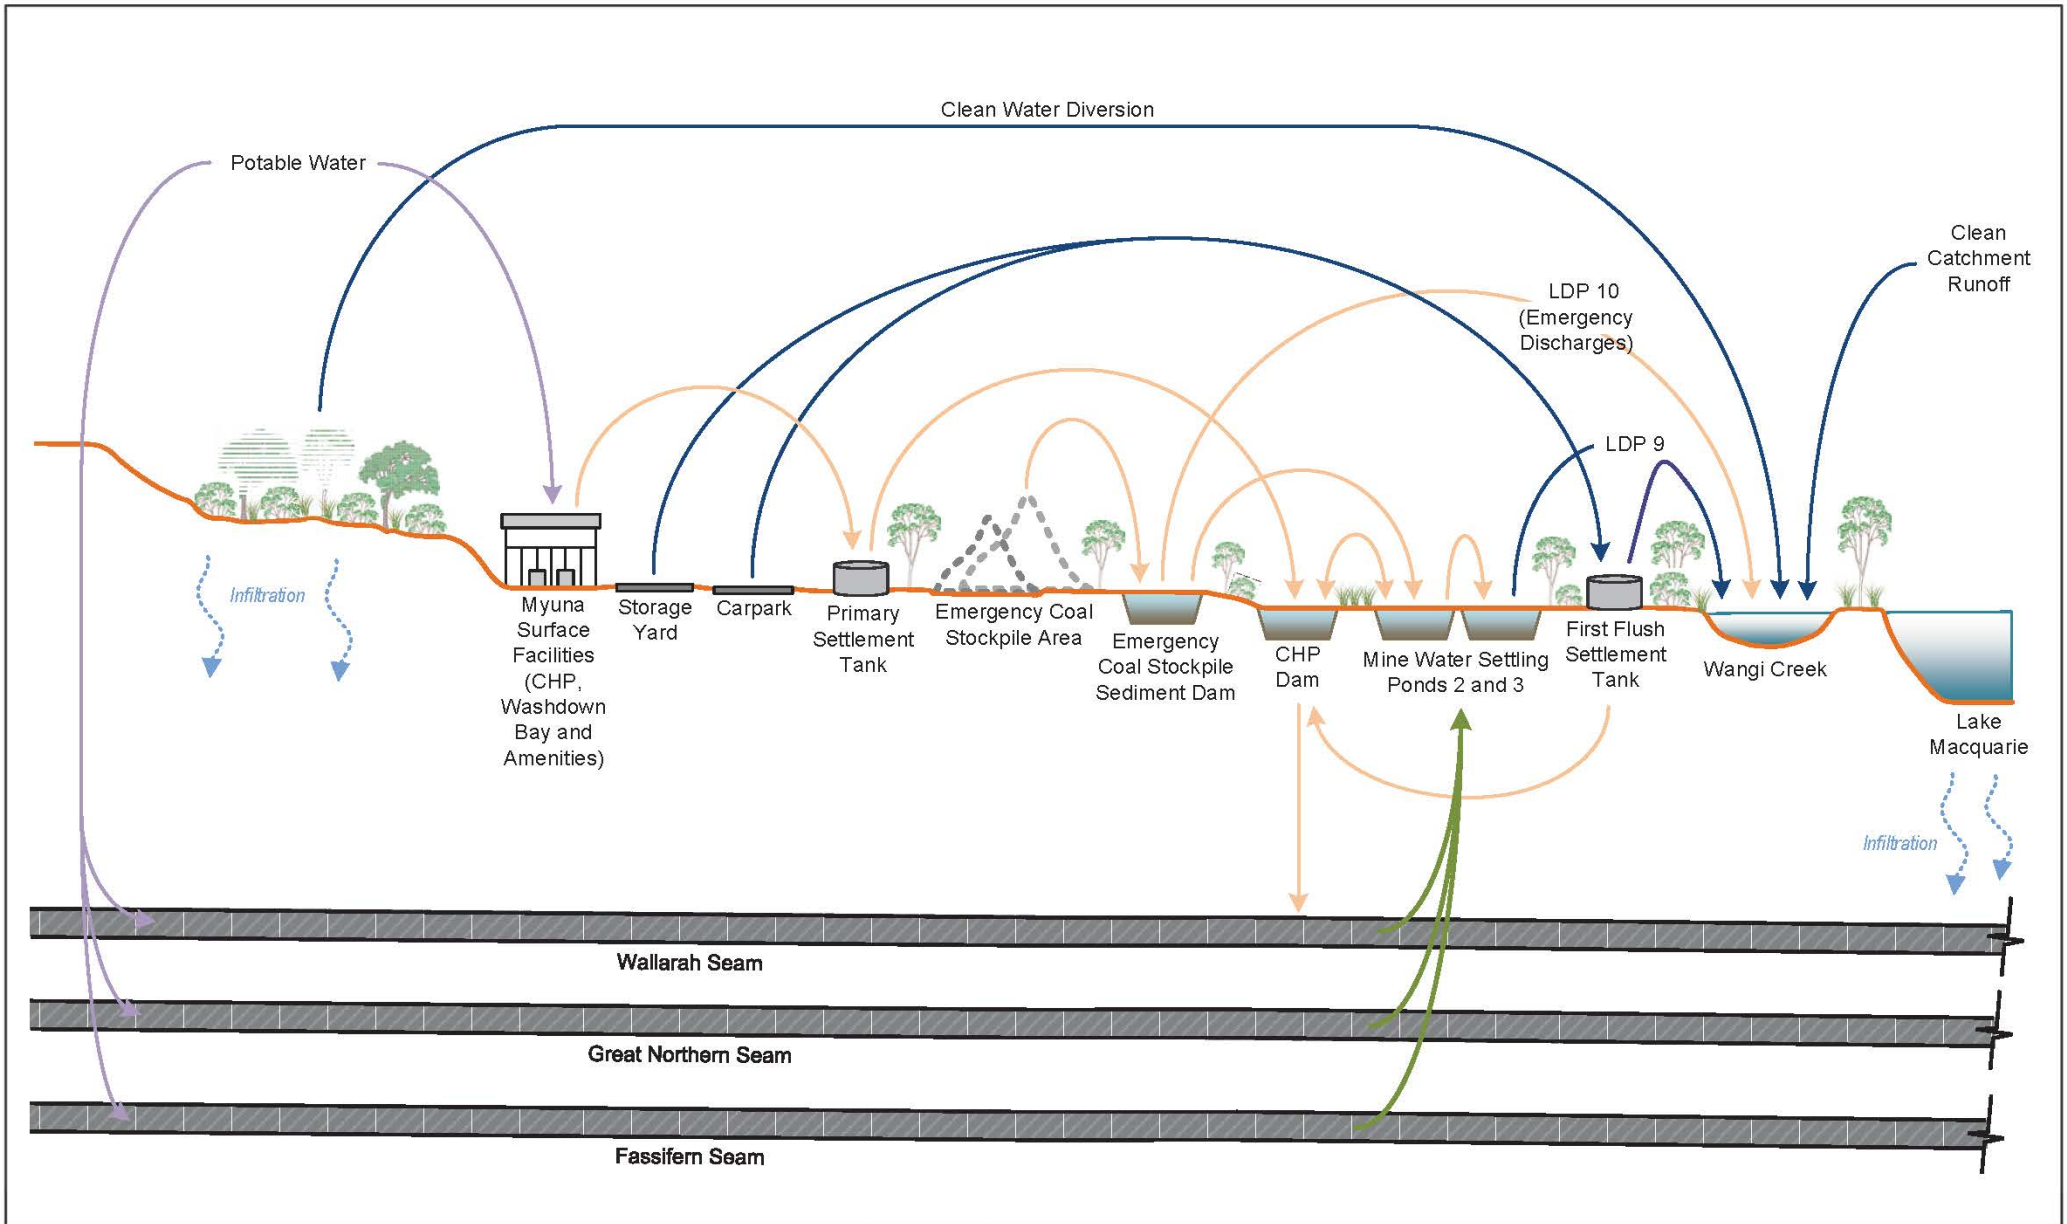 Clean Water Diversion
Potable Water
Clean
Catchment
Runoff
LDP 10
(Emergency
Discharges)
LDP 9
Infiltration
Myuna
Surface
Facilities
(CHP,
Washdown
Bay and
Amenities)
Storage
Yard
Carpark
Primary
Settlement
Tank
Emergency Coal
Stockpile Area
Emergency
Coal Stockpile
Sediment Dam
CHP
Dam
Mine Water Settling
Ponds 2 and 3
First Flush
Settlement
Tank
Wangi Creek
Lake
Macquarie
Infiltration
Wallarah Seam
Great Northern Seam
Fassifern Seam